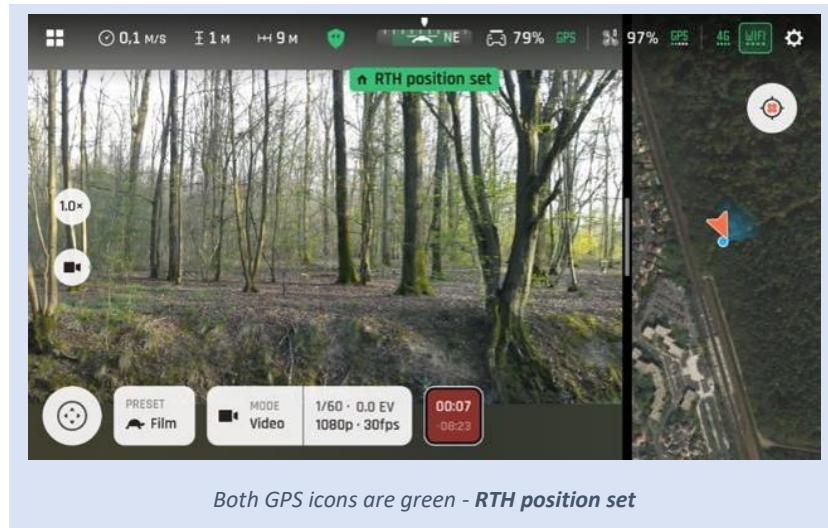 0,1 M/S 1 M 9 M NE 79% GPS 97% GPS 4G WIFI
RTH position set
1.0×
PRESET
Film
MODE
Video
1/60 · 0.0 EV
1080p · 30fps
00:07
-08:23
Both GPS icons are green - RTH position set